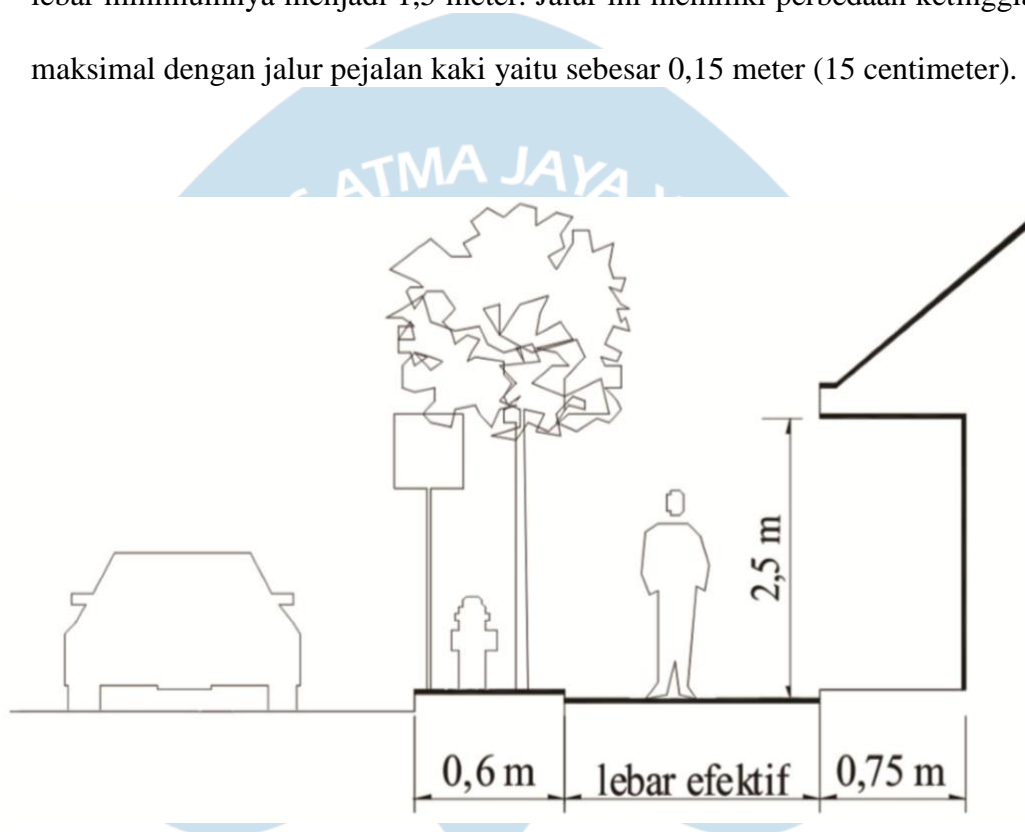 maksimal dengan jalur pejalan kaki yaitu sebesar 0,15 meter (15 centimeter).
ATMA JAYA
2,5 m
0,6 m
lebar efektif
0,75 m